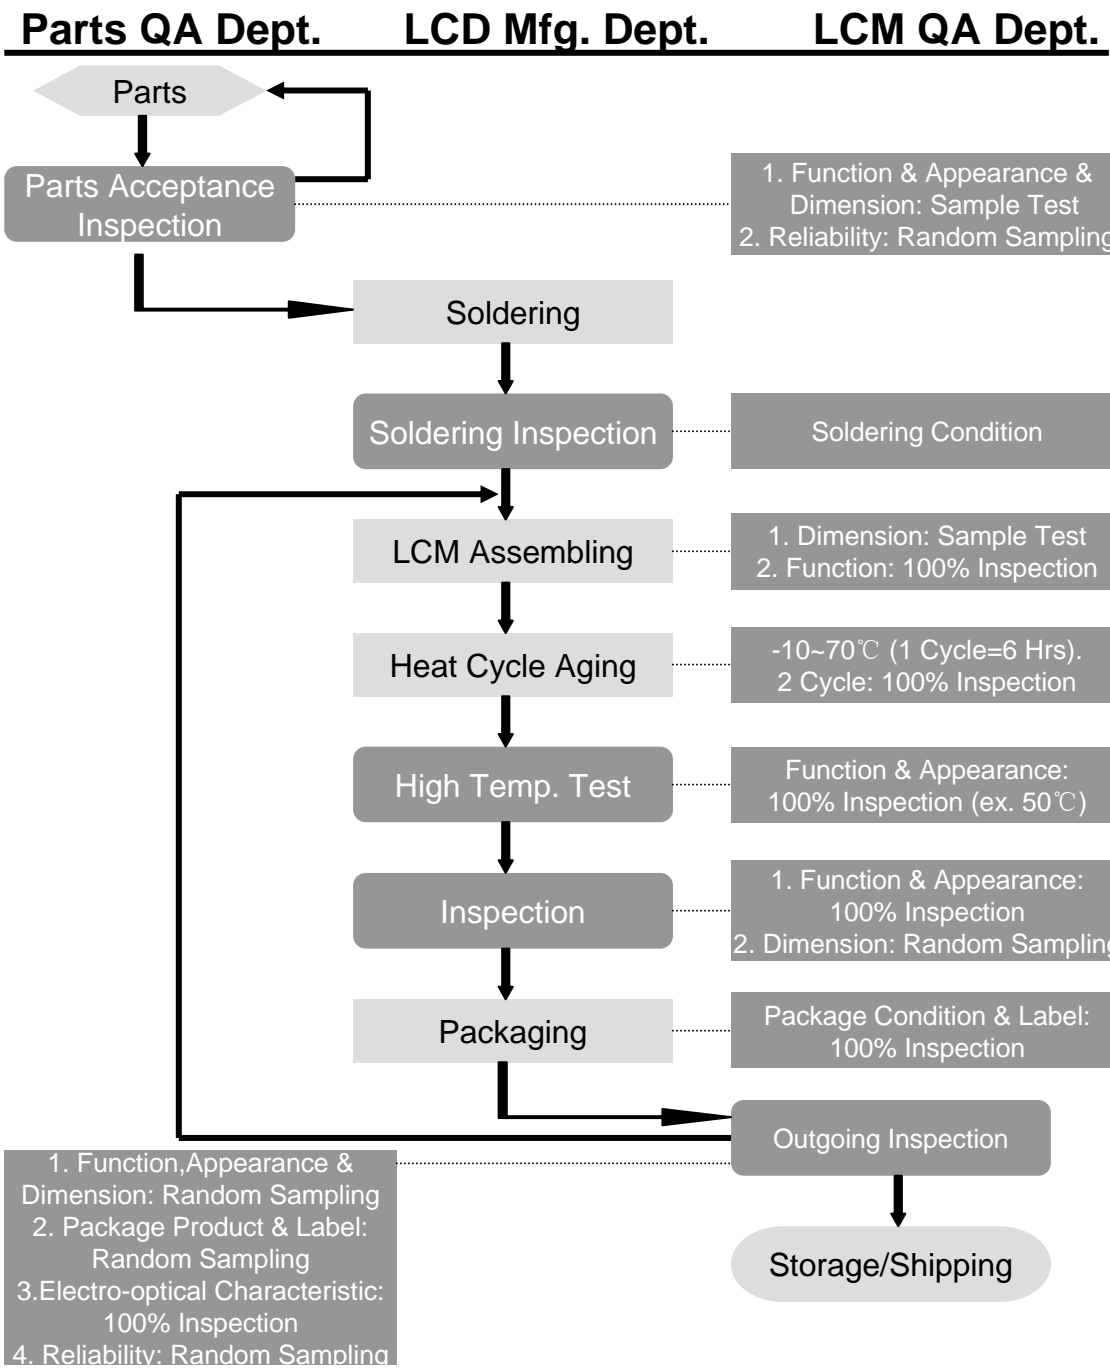 Parts QA Dept. LCD Mfg. Dept. LCM QA Dept.
Parts
Parts Acceptance
Inspection
1. Function & Appearance &
Dimension: Sample Test
2. Reliability: Random Sampling
Soldering
Soldering Inspection
Soldering Condition
LCM Assembling
1. Dimension: Sample Test
2. Function: 100% Inspection
Heat Cycle Aging
-10~70℃ (1 Cycle=6 Hrs).
2 Cycle: 100% Inspection
High Temp. Test
Function & Appearance:
100% Inspection (ex. 50℃)
Inspection
1. Function & Appearance:
100% Inspection
2. Dimension: Random Sampling
Packaging
Package Condition & Label:
100% Inspection
Outgoing Inspection
1. Function,Appearance &
Dimension: Random Sampling
2. Package Product & Label:
Random Sampling
3.Electro-optical Characteristic:
100% Inspection
4. Reliability: Random Sampling
Storage/Shipping